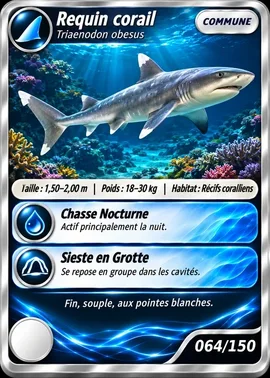 Requin corail
Triaenodon obesus
COMMUNE
Taille : 1,50–2,00 m | Poids : 18–30 kg | Habitat : Récifs coralliens
Chasse Nocturne
Actif principalement la nuit.
Sieste en Grotte
Se repose en groupe dans les cavités.
Fin, souple, aux pointes blanches.
064/150